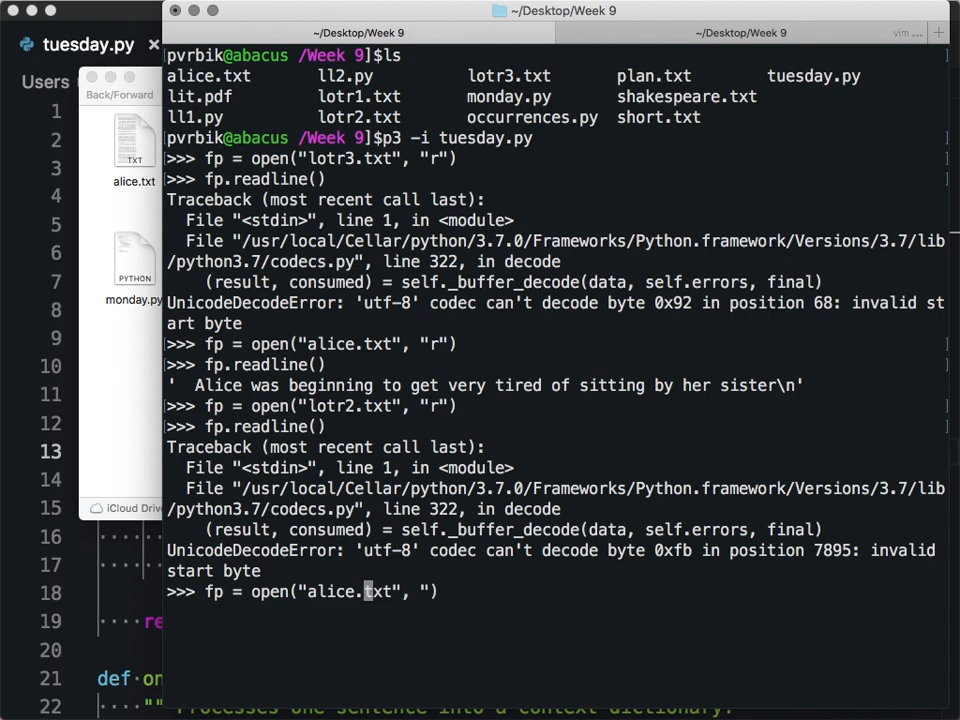 ~/Desktop/Week 9
~/Desktop/Week 9
~/Desktop/Week 9
vim ...
tuesday.py
Users
Back/Forward
TXT
alice.txt
PYTHON
monday.py
iCloud Drive
1
2
3
4
5
6
7
8
9
10
11
12
13
14
15
16
17
18
19
20
21
22
pvrbik@abacus /Week 9]$ls
alice.txt ll2.py lotr3.txt plan.txt tuesday.py
lit.pdf lotr1.txt monday.py shakespeare.txt
ll1.py lotr2.txt occurrences.py short.txt
pvrbik@abacus /Week 9]$p3 -i tuesday.py
>>> fp = open("lotr3.txt", "r")
>>> fp.readline()
Traceback (most recent call last):
File "<stdin>", line 1, in <module>
File "/usr/local/Cellar/python/3.7.0/Frameworks/Python.framework/Versions/3.7/lib
/python3.7/codecs.py", line 322, in decode
(result, consumed) = self._buffer_decode(data, self.errors, final)
UnicodeDecodeError: 'utf-8' codec can't decode byte 0x92 in position 68: invalid st
art byte
>>> fp = open("alice.txt", "r")
>>> fp.readline()
'  Alice was beginning to get very tired of sitting by her sister\n'
>>> fp = open("lotr2.txt", "r")
>>> fp.readline()
Traceback (most recent call last):
File "<stdin>", line 1, in <module>
File "/usr/local/Cellar/python/3.7.0/Frameworks/Python.framework/Versions/3.7/lib
/python3.7/codecs.py", line 322, in decode
(result, consumed) = self._buffer_decode(data, self.errors, final)
UnicodeDecodeError: 'utf-8' codec can't decode byte 0xfb in position 7895: invalid
start byte
>>> fp = open("alice.txt", ")
re
def on
"""Processes one sentence into a context dictionary.